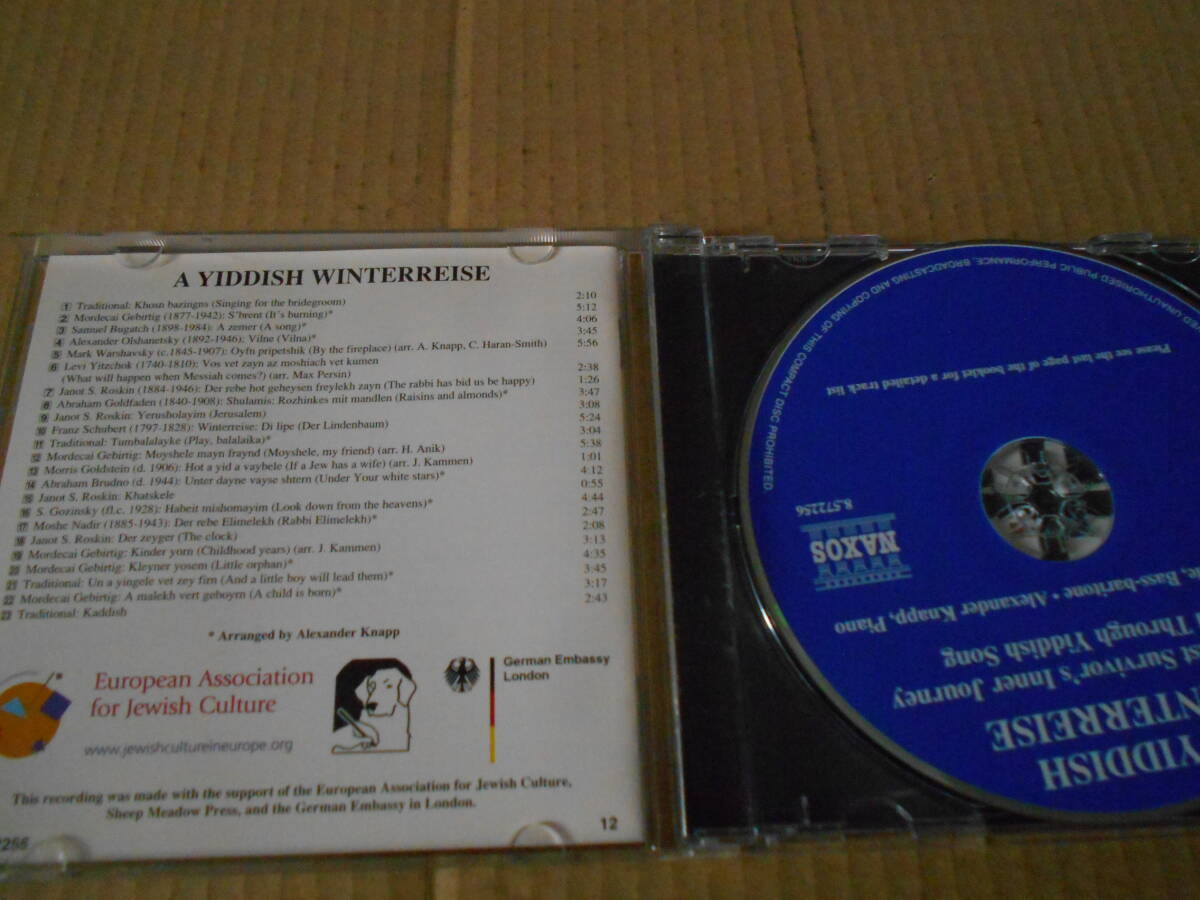 A YIDDISH WINTERREISE
1 Traditional: Khosn bazingns (Singing for the bridegroom) 2:10
2 Mordecai Gebirtig (1877-1942): S'brent (It's burning)* 5:12
3 Samuel Bugatch (1898-1984): A zemer (A song)* 4:06
4 Alexander Olshanetsky (1892-1946): Vilne (Vilna)* 3:45
5 Mark Warshavsky (c.1845-1907): Oyfn pripetshik (By the fireplace) (arr. A. Knapp, C. Haran-Smith) 5:56
6 Levi Yitzchok (1740-1810): Vos vet zayn az moshiach vet kumen
(What will happen when Messiah comes?) (arr. Max Persin) 2:38
7 Janot S. Roskin (1884-1946): Der rebe hot geheysen freylekh zayn (The rabbi has bid us be happy) 1:26
8 Abraham Goldfaden (1840-1908): Shulamis: Rozhinkes mit mandlen (Raisins and almonds)* 3:47
9 Janot S. Roskin: Yerusholayim (Jerusalem) 3:08
10 Franz Schubert (1797-1828): Winterreise: Di lipe (Der Lindenbaum) 5:24
11 Traditional: Tumbalalayke (Play, balalaika)* 3:04
12 Mordecai Gebirtig: Moyshele mayn fraynd (Moyshele, my friend) (arr. H. Anik) 5:38
13 Morris Goldstein (d. 1906): Hot a yid a vaybele (If a Jew has a wife) (arr. J. Kammen) 1:01
14 Abraham Brudno (d. 1944): Unter dayne vayse shtern (Under Your white stars)* 4:12
15 Janot S. Roskin: Khatskele 0:55
16 S. Gozinsky (fl.c. 1928): Habeit mishomayim (Look down from the heavens)* 4:44
17 Moshe Nadir (1885-1943): Der rebe Elimelekh (Rabbi Elimelekh)* 2:47
18 Janot S. Roskin: Der zeyger (The clock) 2:08
19 Mordecai Gebirtig: Kinder yorn (Childhood years) (arr. J. Kammen) 3:13
20 Mordecai Gebirtig: Kleyner yosem (Little orphan)* 4:35
21 Traditional: Un a yingele vet zey firn (And a little boy will lead them)* 3:45
22 Mordecai Gebirtig: A malekh vert geboyrn (A child is born)* 3:17
23 Traditional: Kaddish 2:43
* Arranged by Alexander Knapp
European Association
for Jewish Culture
www.jewishcultureineurope.org
German Embassy
London
This recording was made with the support of the European Association for Jewish Culture,
Sheep Meadow Press, and the German Embassy in London.
12
YIDDISH
NTERREISE
st Survivor's Inner Journey
Through Yiddish Song
Bass-baritone • Alexander Knapp, Piano
NAXOS
8.572256
Please see the last page of the booklet for a detailed track list
UNAUTHORISED PUBLIC PERFORMANCE, BROADCASTING AND COPYING OF THIS COMPACT DISC PROHIBITED.